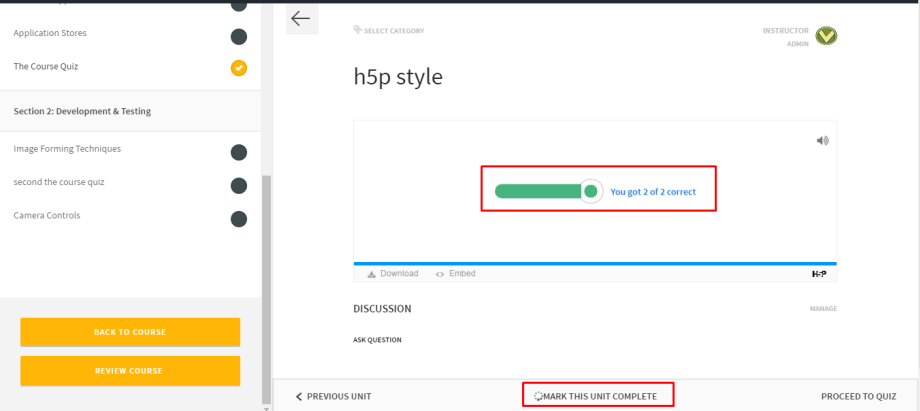 Application Stores
The Course Quiz
Section 2: Development & Testing
Image Forming Techniques
second the course quiz
Camera Controls
BACK TO COURSE
REVIEW COURSE
SELECT CATEGORY
INSTRUCTOR
ADMIN
h5p style
You got 2 of 2 correct
Download
<> Embed
H-P
DISCUSSION
MANAGE
ASK QUESTION
PREVIOUS UNIT
MARK THIS UNIT COMPLETE
PROCEED TO QUIZ